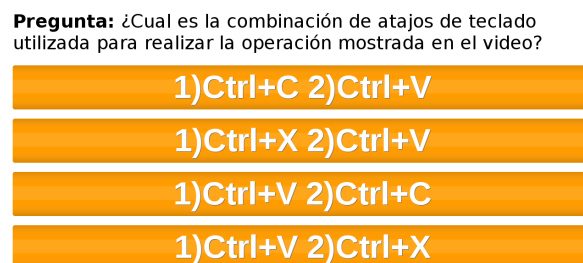 Pregunta: ¿Cual es la combinación de atajos de teclado
utilizada para realizar la operación mostrada en el video?
1)Ctrl+C 2)Ctrl+V
1)Ctrl+X 2)Ctrl+V
1)Ctrl+V 2)Ctrl+C
1)Ctrl+V 2)Ctrl+X